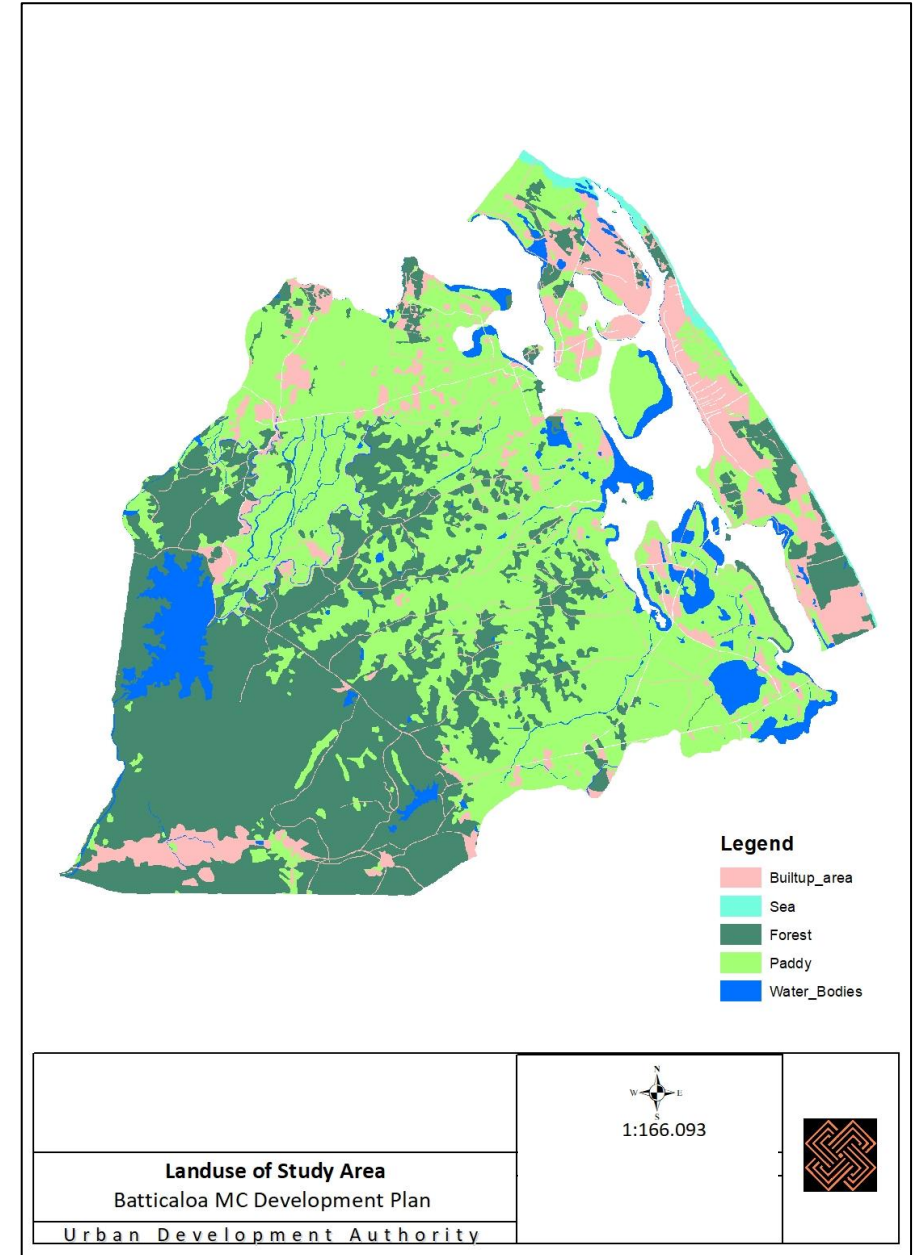 Legend
Builtup_area
Sea
Forest
Paddy
Water_Bodies
N
W E
S
1:166.093
Landuse of Study Area
Batticaloa MC Development Plan
Urban Development Authority